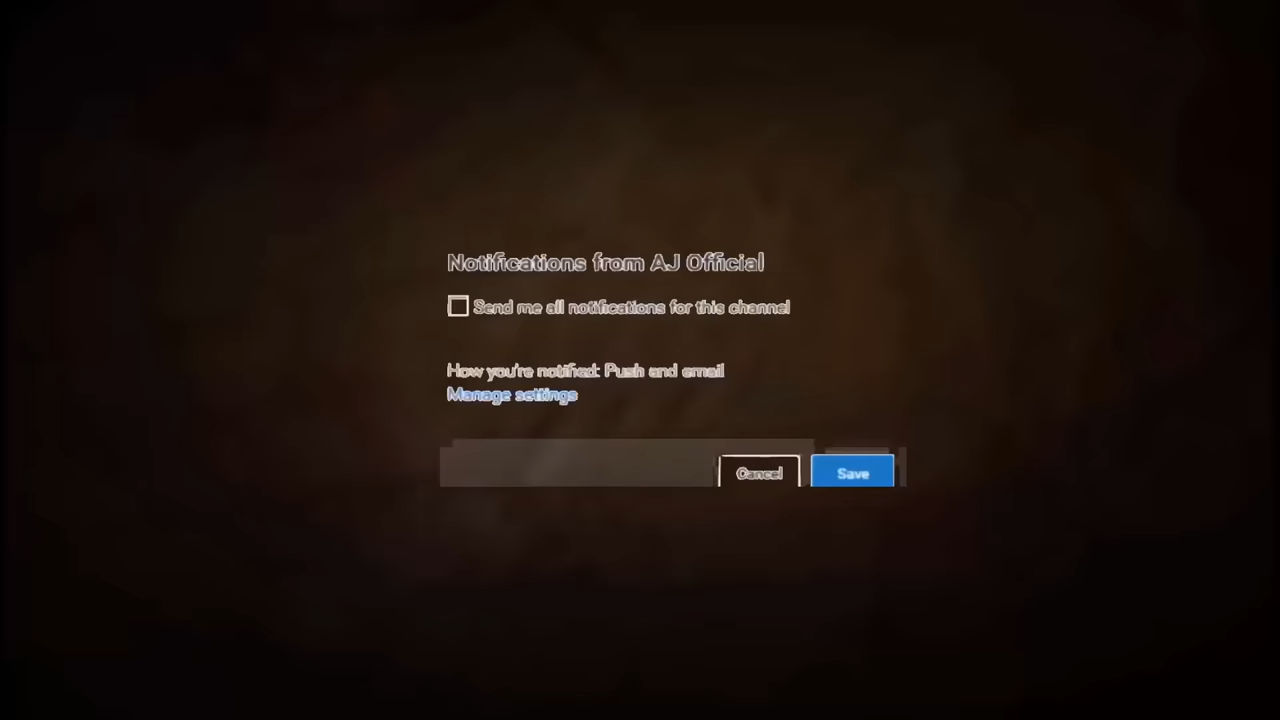 Notifications from AJ Official
Send me all notifications for this channel
How you're notified: Push and email
Manage settings
Cancel
Save